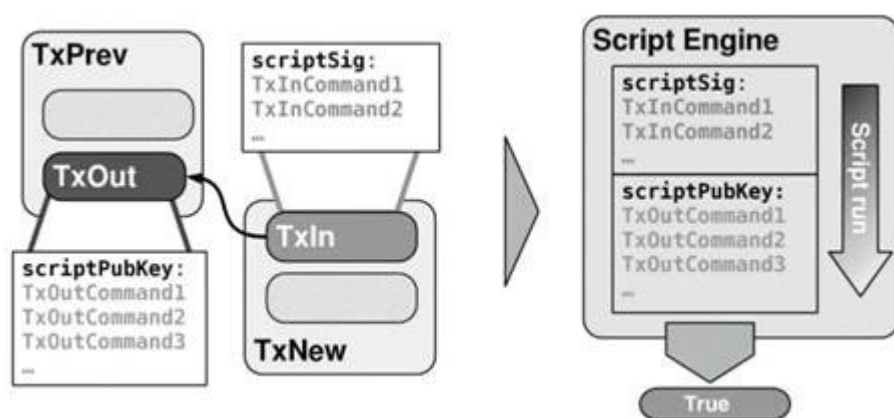 TxPrev
TxOut
scriptPubKey:
TxOutCommand1
TxOutCommand2
TxOutCommand3
…
scriptSig:
TxInCommand1
TxInCommand2
…
TxIn
TxNew
Script Engine
scriptSig:
TxInCommand1
TxInCommand2
…
scriptPubKey:
TxOutCommand1
TxOutCommand2
TxOutCommand3
…
Script run
True